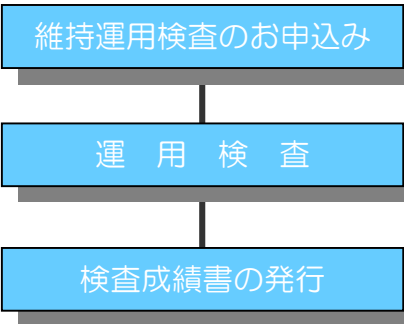 維持運用検査のお申込み
運　用　検　査
検査成績書の発行